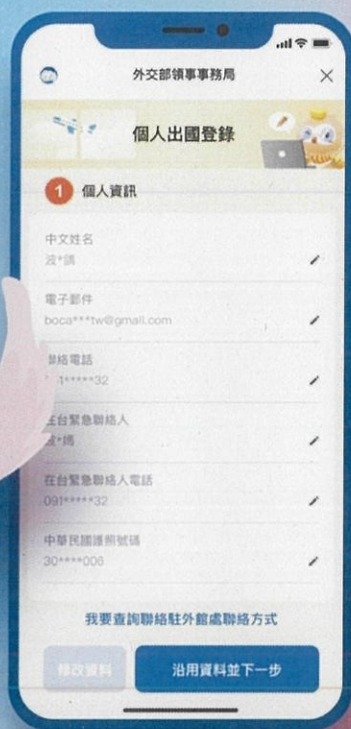 外交部領事事務局
個人出國登錄
1 個人資訊
中文姓名
波*鴿
電子郵件
boca***tw@gmail.com
聯絡電話
*****32
在台緊急聯絡人
波*媽
在台緊急聯絡人電話
091*****32
中華民國護照號碼
30****006
我要查詢聯絡駐外館處聯絡方式
修改資料
沿用資料並下一步